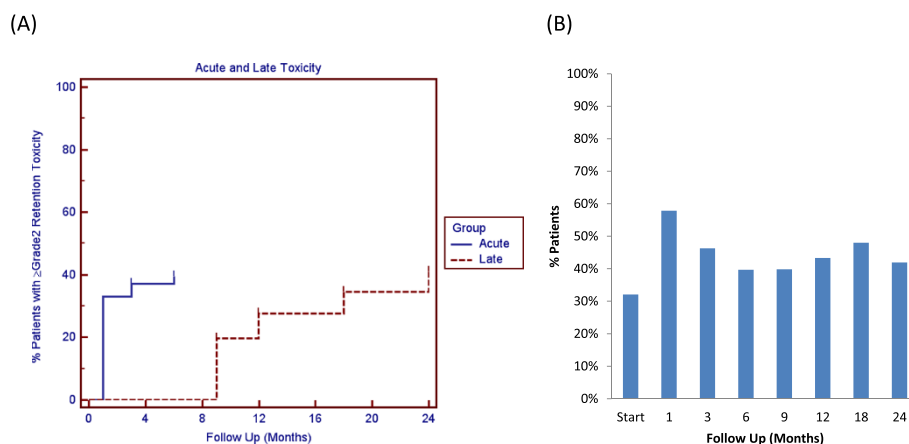 (A)
Acute and Late Toxicity
% Patients with ≥Grade2 Retention Toxicity
100
80
60
40
20
0
0 4 8 12 16 20 24
Follow Up (Months)
Group
Acute
Late
(B)
% Patients
100%
90%
80%
70%
60%
50%
40%
30%
20%
10%
0%
Start 1 3 6 9 12 18 24
Follow Up (Months)